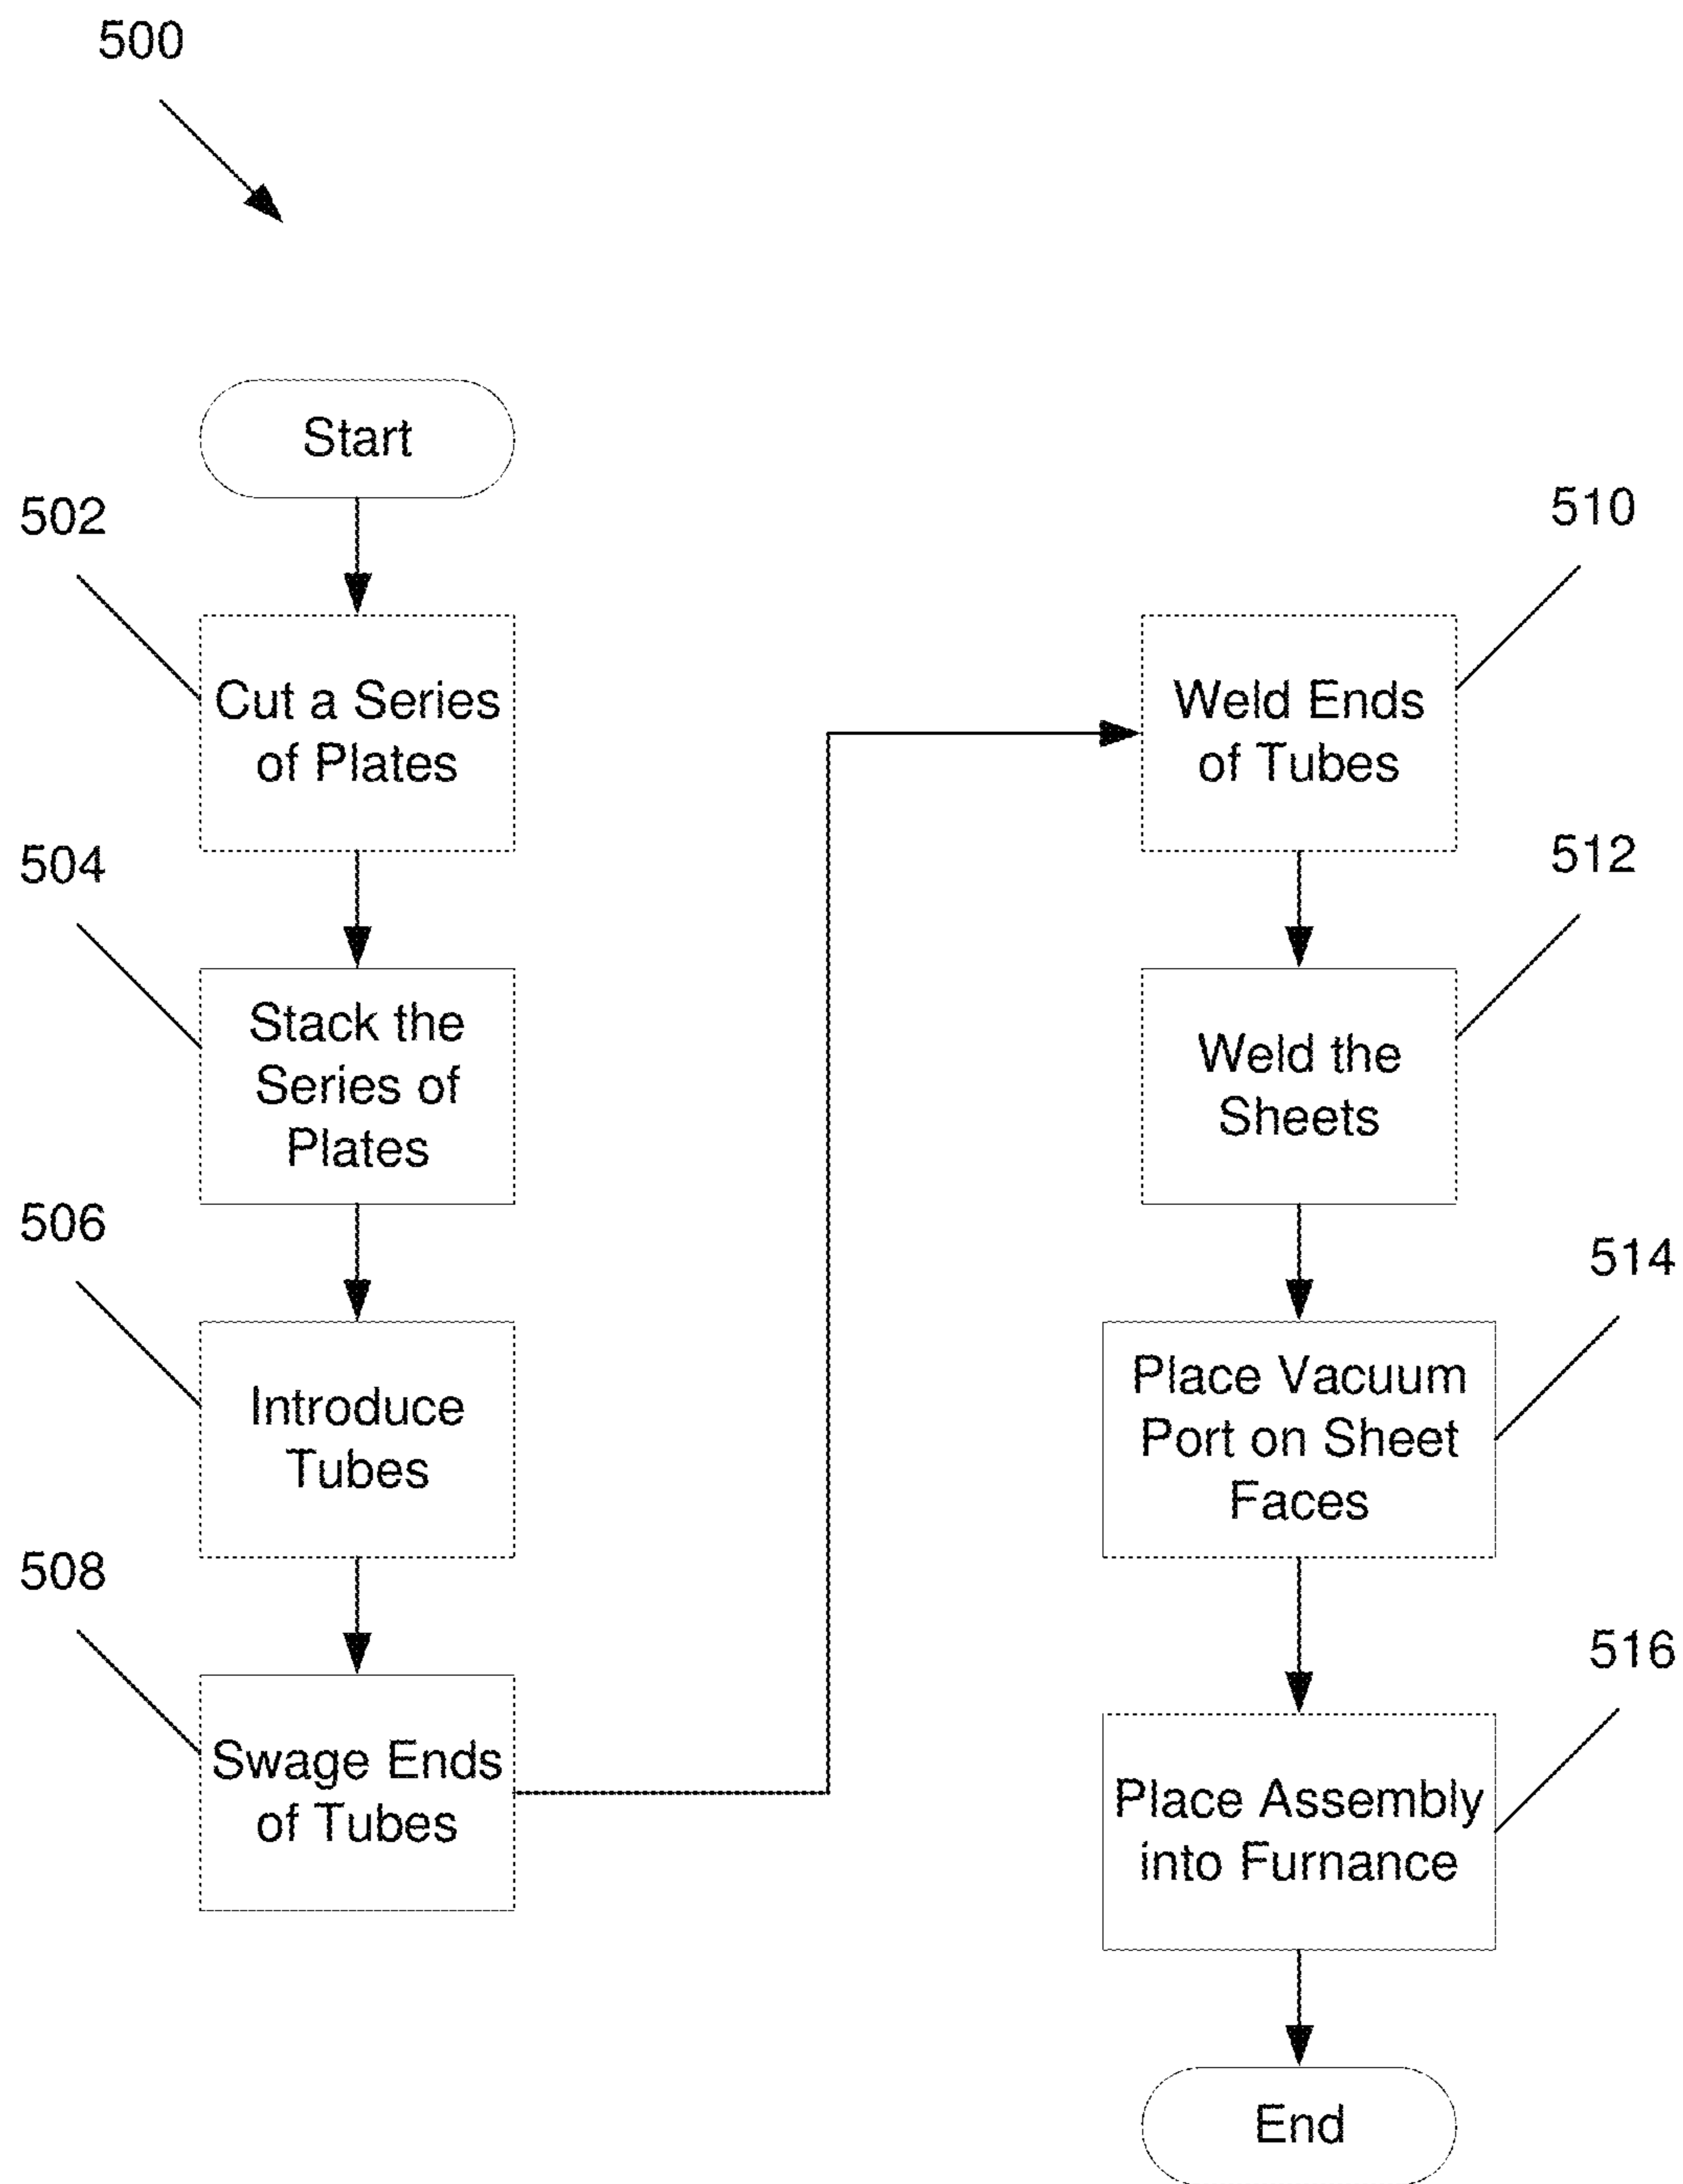 500
Start
502
Cut a Series
of Plates
504
Stack the
Series of
Plates
506
Introduce
Tubes
508
Swage Ends
of Tubes
510
Weld Ends
of Tubes
512
Weld the
Sheets
514
Place Vacuum
Port on Sheet
Faces
516
Place Assembly
into Furnance
End